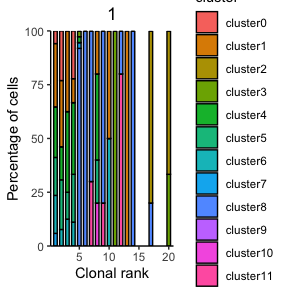 1
100
75
50
25
0
Percentage of cells
5
10
15
20
Clonal rank
cluster0
cluster1
cluster2
cluster3
cluster4
cluster5
cluster6
cluster7
cluster8
cluster9
cluster10
cluster11